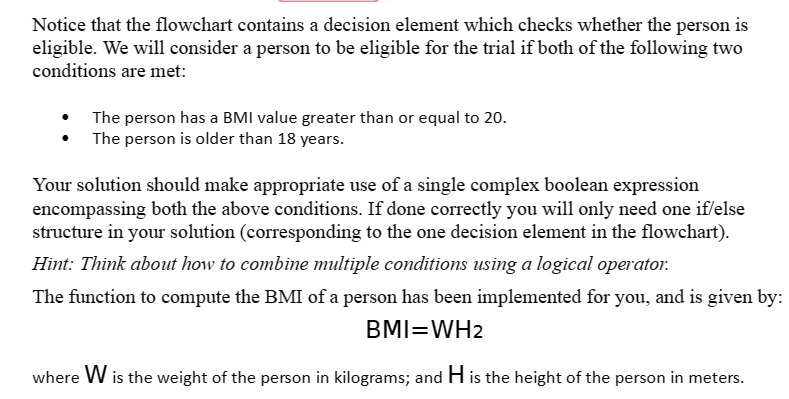 Notice that the flowchart contains a decision element which checks whether the person is
eligible. We will consider a person to be eligible for the trial if both of the following two
conditions are met:
• The person has a BMI value greater than or equal to 20.
• The person is older than 18 years.
Your solution should make appropriate use of a single complex boolean expression
encompassing both the above conditions. If done correctly you will only need one if/else
structure in your solution (corresponding to the one decision element in the flowchart).
Hint: Think about how to combine multiple conditions using a logical operator.
The function to compute the BMI of a person has been implemented for you, and is given by:
BMI=WH2
where W is the weight of the person in kilograms; and H is the height of the person in meters.